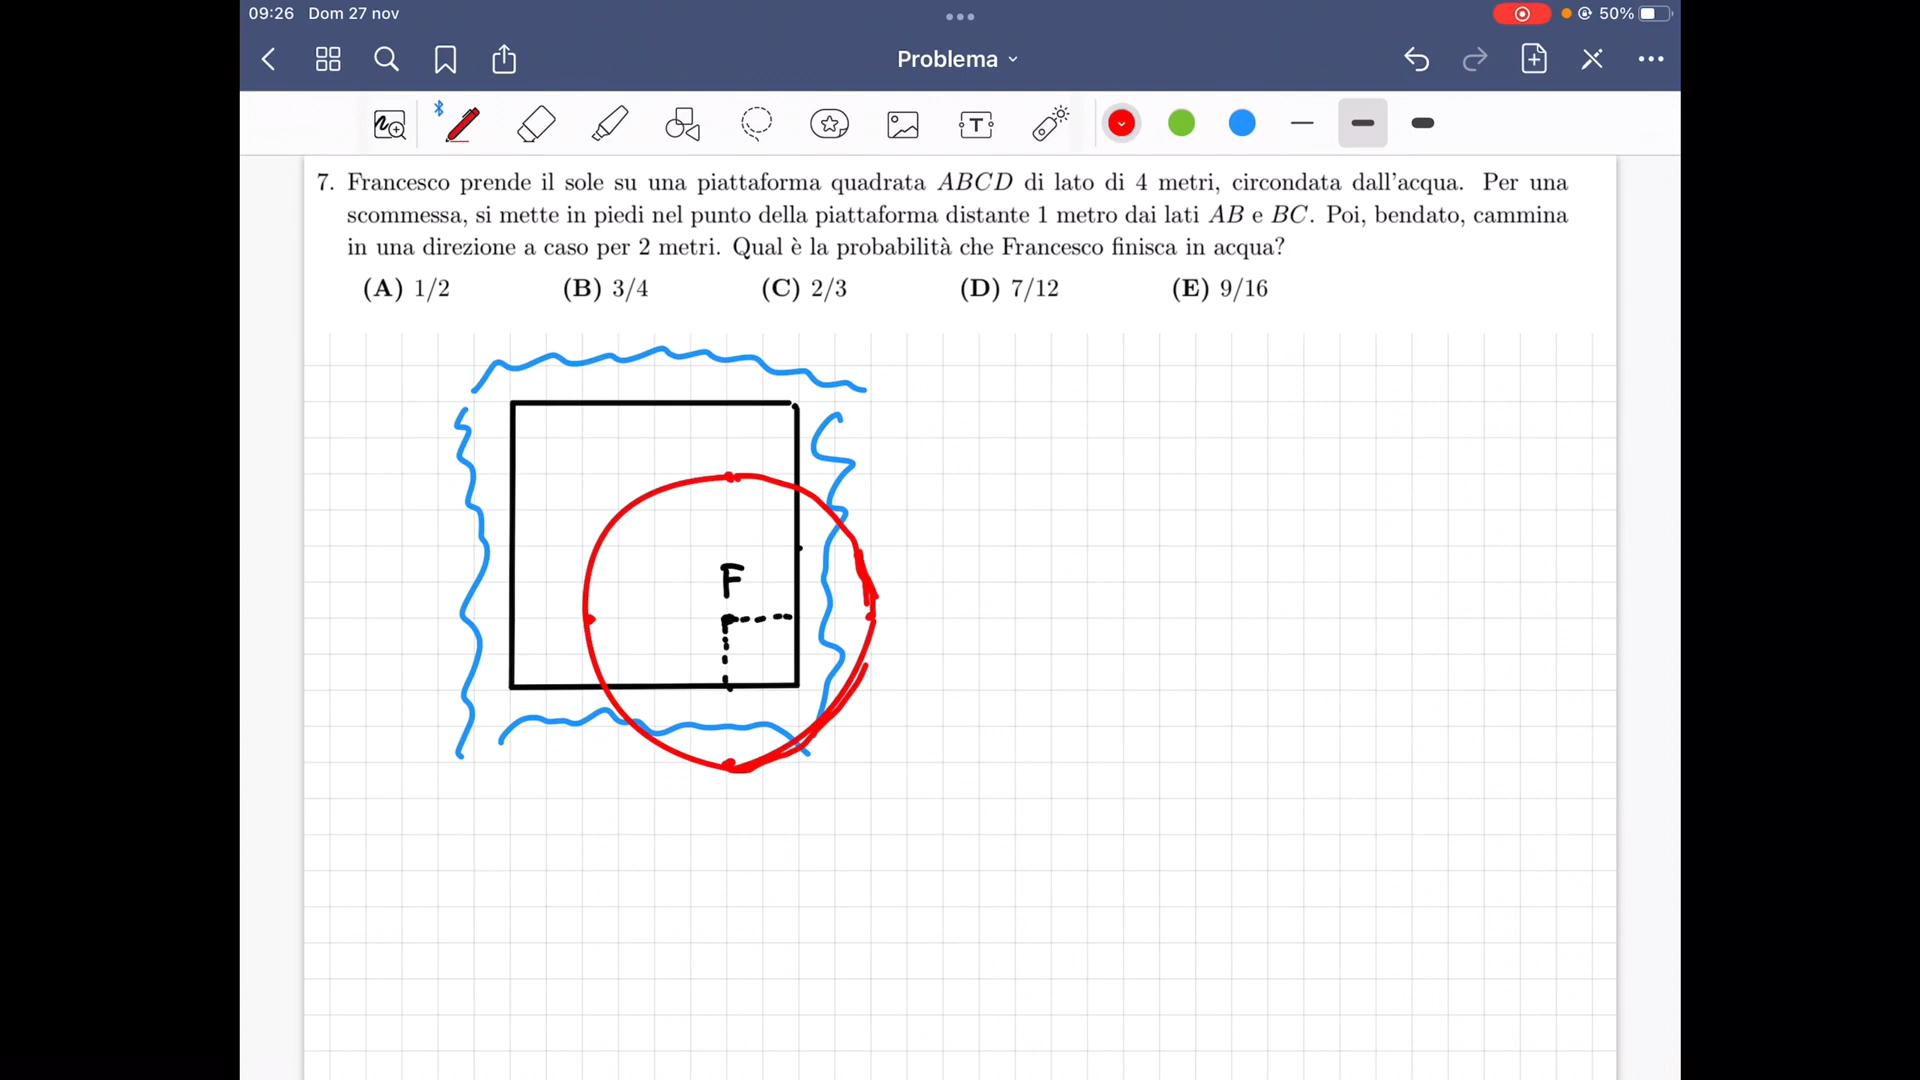 09:26 Dom 27 nov
50%
Problema
7. Francesco prende il sole su una piattaforma quadrata ABCD di lato di 4 metri, circondata dall'acqua. Per una
scommessa, si mette in piedi nel punto della piattaforma distante 1 metro dai lati AB e BC. Poi, bendato, cammina
in una direzione a caso per 2 metri. Qual è la probabilità che Francesco finisca in acqua?
(A) 1/2 (B) 3/4 (C) 2/3 (D) 7/12 (E) 9/16
F